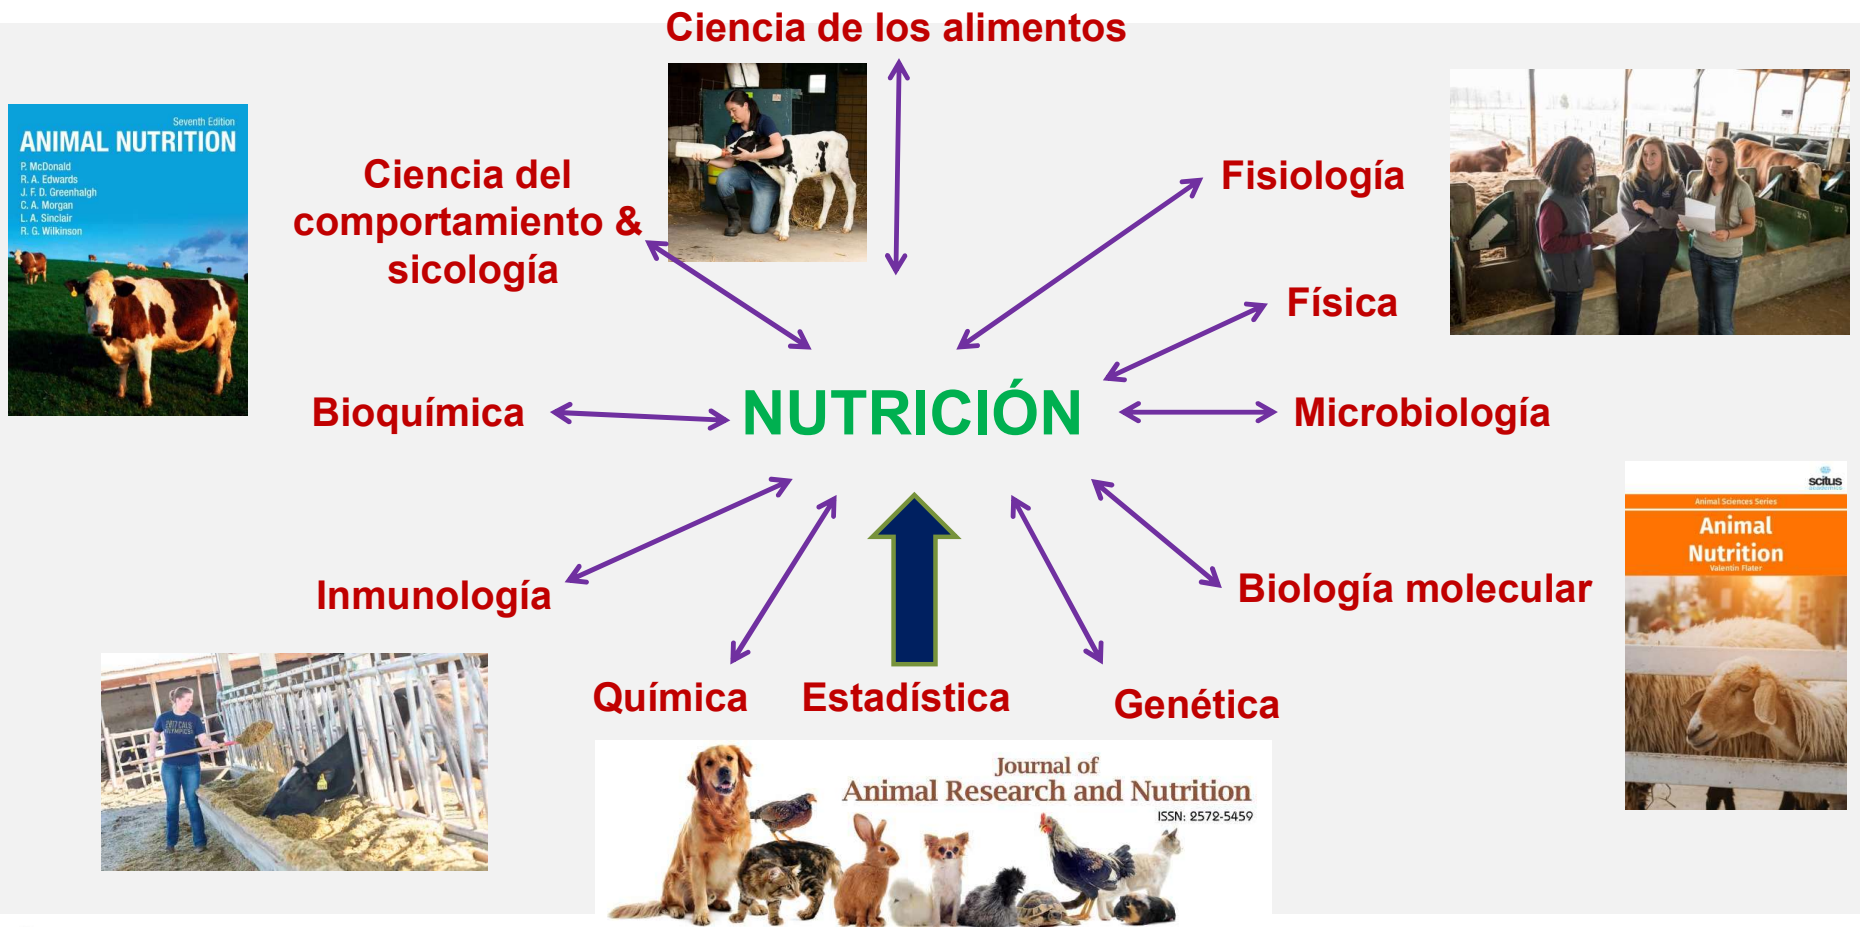 Ciencia de los alimentos
Seventh Edition
ANIMAL NUTRITION
P. McDonald
R. A. Edwards
J. F. D. Greenhalgh
C. A. Morgan
L. A. Sinclair
R. G. Wilkinson
Ciencia del
comportamiento &
sicología
Fisiología
Física
Bioquímica
NUTRICIÓN
Microbiología
scitus
academics
Animal Sciences Series
Animal
Nutrition
Valentin Flater
Inmunología
Biología molecular
Química
Estadística
Genética
Journal of
Animal Research and Nutrition
ISSN: 2572-5459